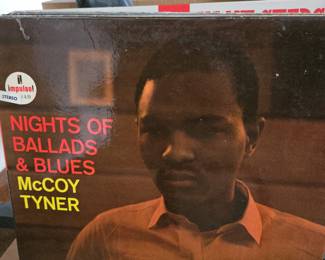 impulse!
STEREO
NIGHTS OF
BALLADS
& BLUES
McCOY
TYNER